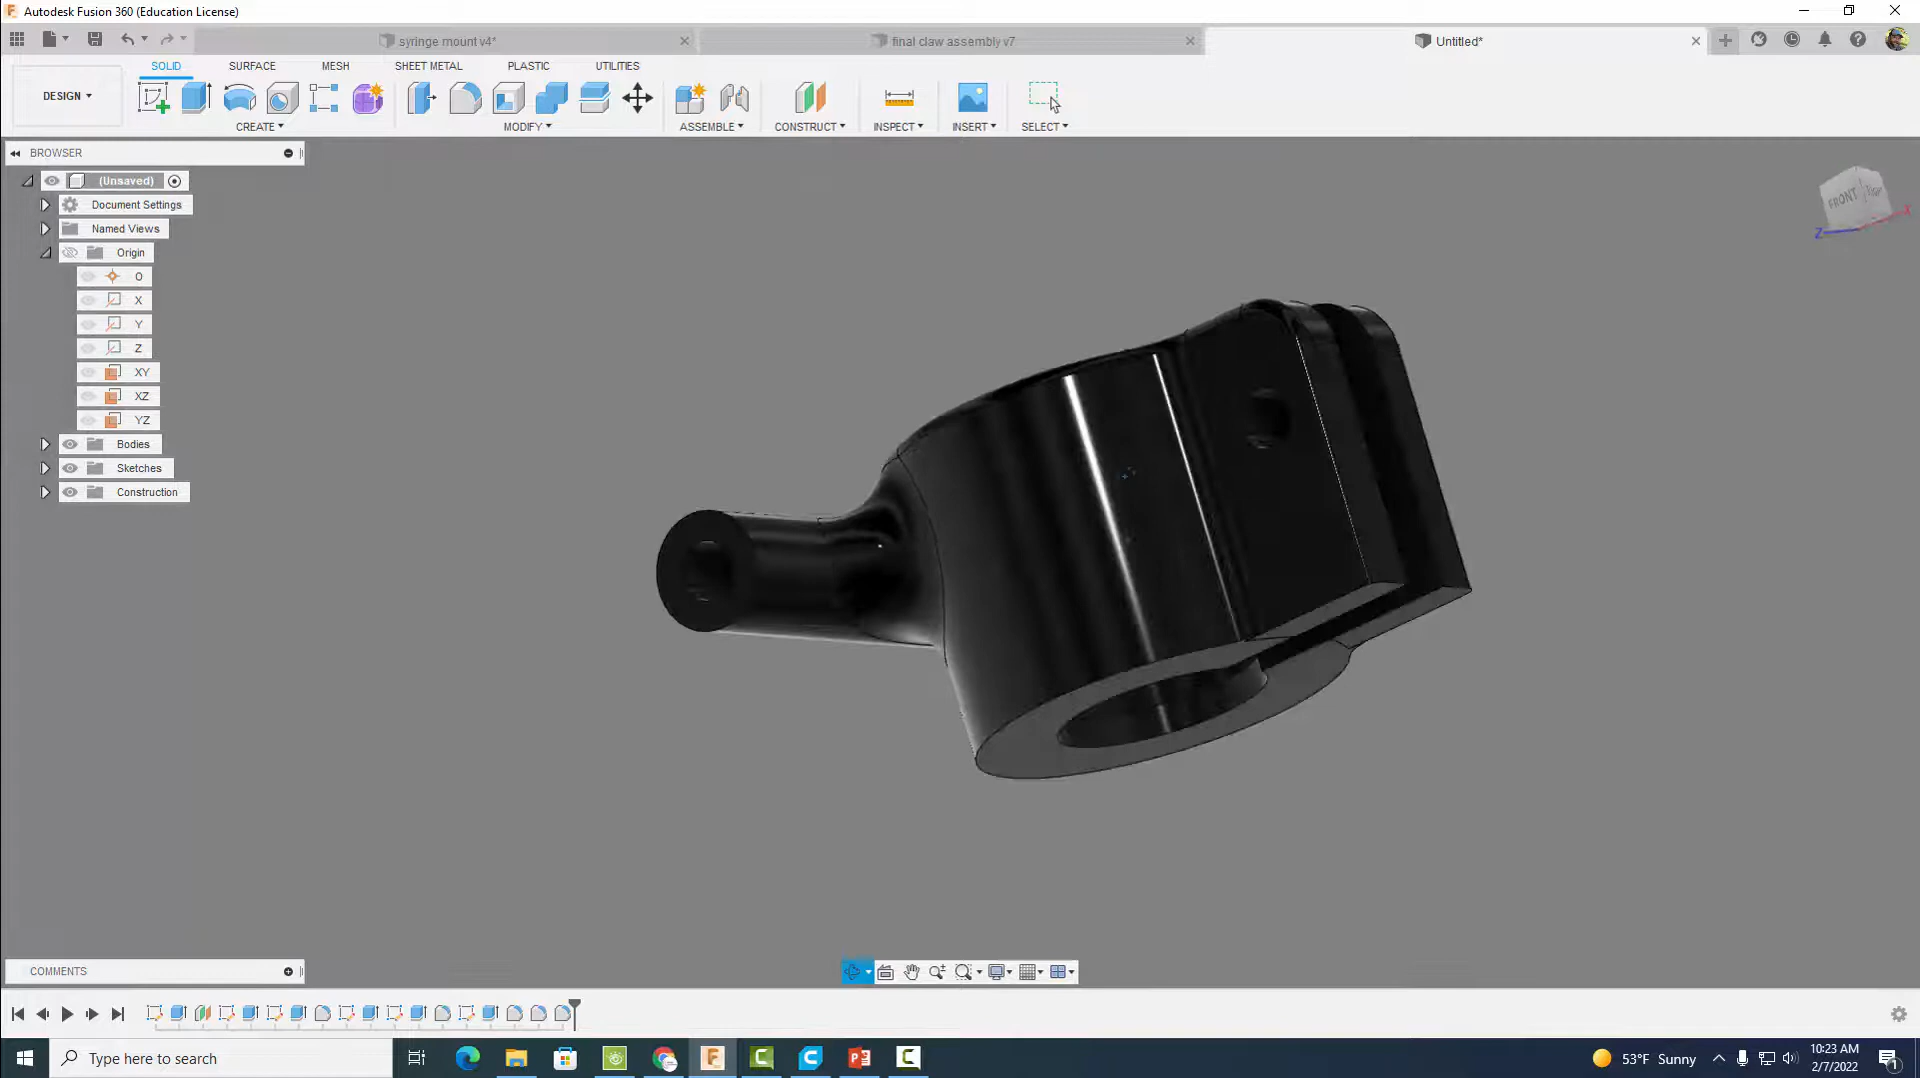 Autodesk Fusion 360 (Education License)
syringe mount v4*
final claw assembly v7
Untitled*
DESIGN
SOLID
SURFACE
MESH
SHEET METAL
PLASTIC
UTILITIES
CREATE
MODIFY
ASSEMBLE
CONSTRUCT
INSPECT
INSERT
SELECT
BROWSER
(Unsaved)
Document Settings
Named Views
Origin
O
X
Y
Z
XY
XZ
YZ
Bodies
Sketches
Construction
FRONT
X
Z
COMMENTS
Type here to search
53°F Sunny
10:23 AM
2/7/2022
1